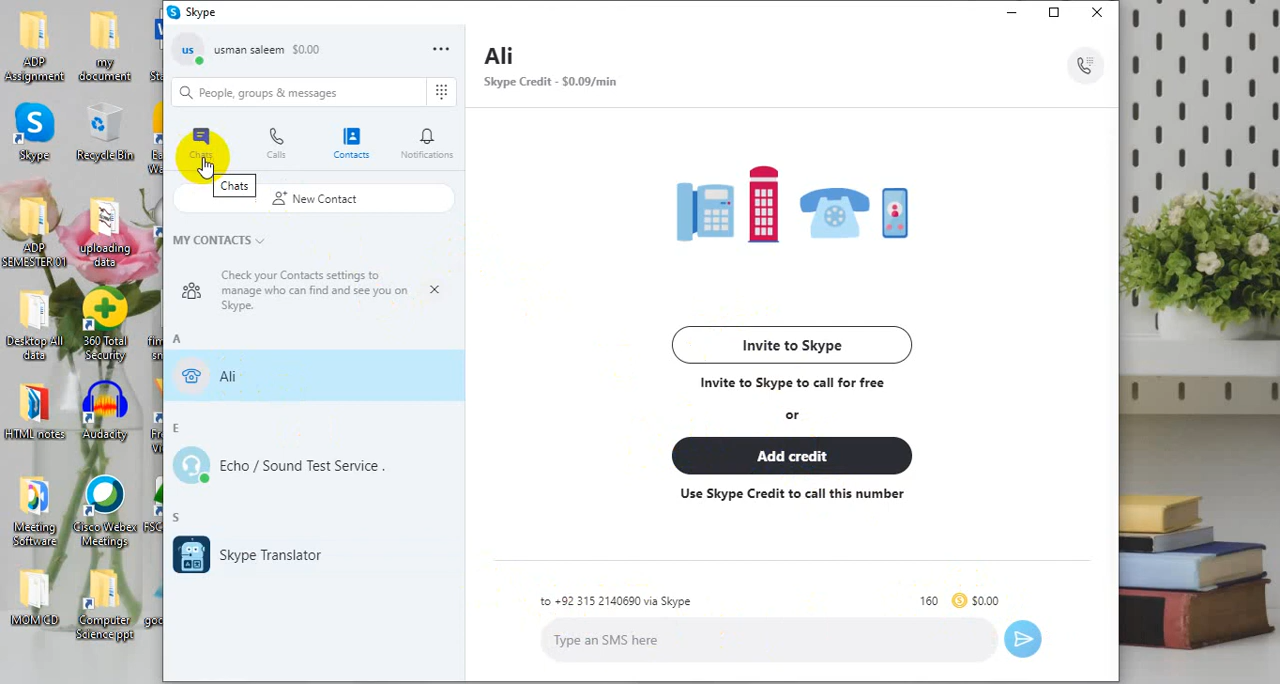 Skype
usman saleem $0.00
People, groups & messages
Chats
Calls
Contacts
Notifications
Chats
New Contact
MY CONTACTS
Check your Contacts settings to
manage who can find and see you on
Skype.
A
Ali
E
Echo / Sound Test Service .
S
Skype Translator
Ali
Skype Credit - $0.09/min
Invite to Skype
Invite to Skype to call for free
or
Add credit
Use Skype Credit to call this number
to +92 315 2140690 via Skype
160
$0.00
Type an SMS here
ADP
Assignment
my
document
Skype
Recycle Bin
ADP
SEMESTER 01
uploading
data
Desktop All
data
360 Total
Security
HTML notes
Audacity
Meeting
Software
Cisco Webex
Meetings
MOM CD
Computer
Science ppt